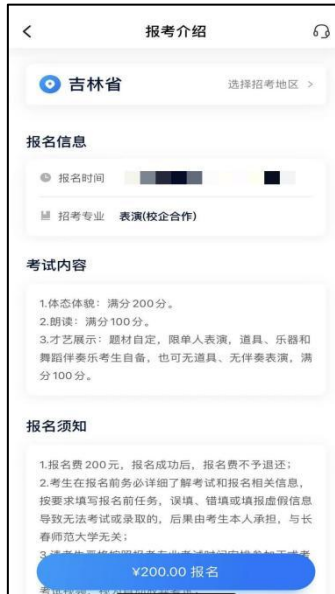 报考介绍
吉林省
选择招考地区 >
报名信息
报名时间
招考专业 表演(校企合作)
考试内容
1.体态体貌：满分200分。
2.朗读：满分100分。
3.才艺展示：题材自定，限单人表演，道具、乐器和
舞蹈伴奏乐考生自备，也可无道具、无伴奏表演，满
分100分。
报名须知
1.报名费200元，报名成功后，报名费不予退还；
2.考生在报名前务必详细了解考试和报名相关信息，
按要求填写报名前任务，误填、错填或填报虚假信息
导致无法考试或录取的，后果由考生本人承担，与长
春师范大学无关；
¥200.00 报名